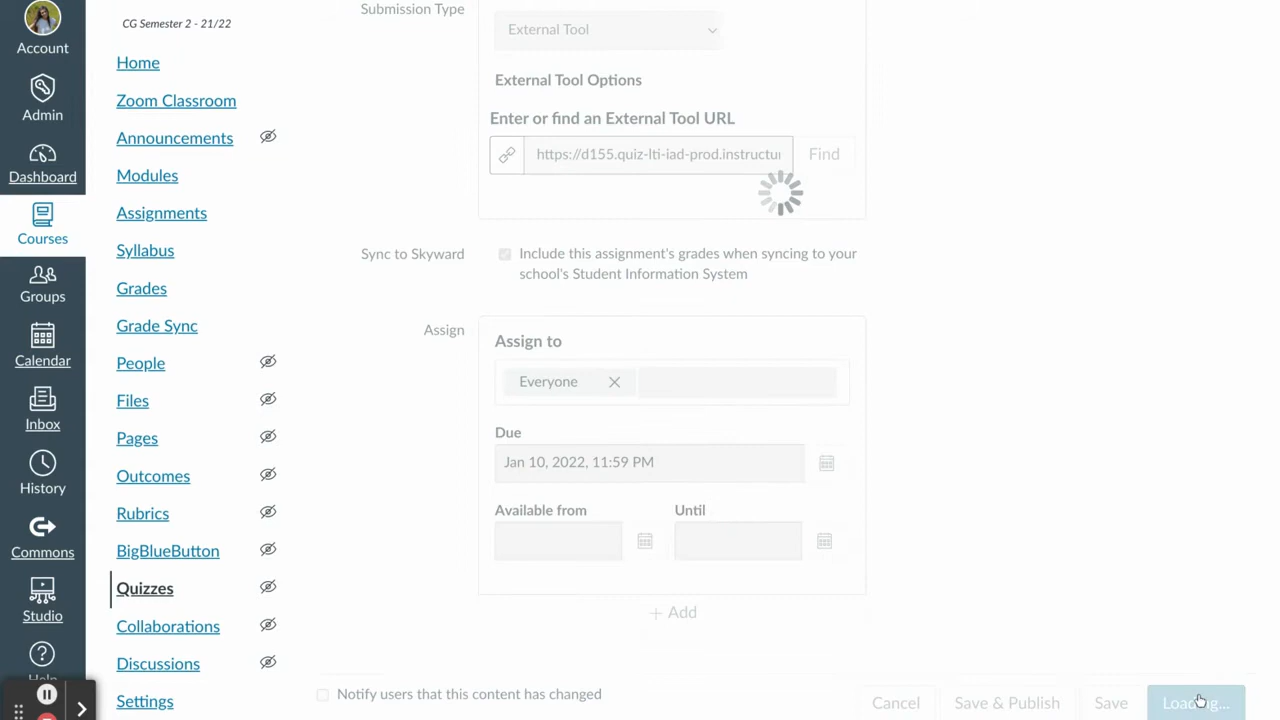 Account
Admin
Dashboard
Courses
Groups
Calendar
Inbox
History
Commons
Studio
Help
CG Semester 2 - 21/22
Home
Zoom Classroom
Announcements
Modules
Assignments
Syllabus
Grades
Grade Sync
People
Files
Pages
Outcomes
Rubrics
BigBlueButton
Quizzes
Collaborations
Discussions
Settings
Submission Type
External Tool
External Tool Options
Enter or find an External Tool URL
https://d155.quiz-lti-iad-prod.instructu
Find
Sync to Skyward
Include this assignment's grades when syncing to your
school's Student Information System
Assign
Assign to
Everyone
Due
Jan 10, 2022, 11:59 PM
Available from
Until
+ Add
Notify users that this content has changed
Cancel
Save & Publish
Save
Loading...